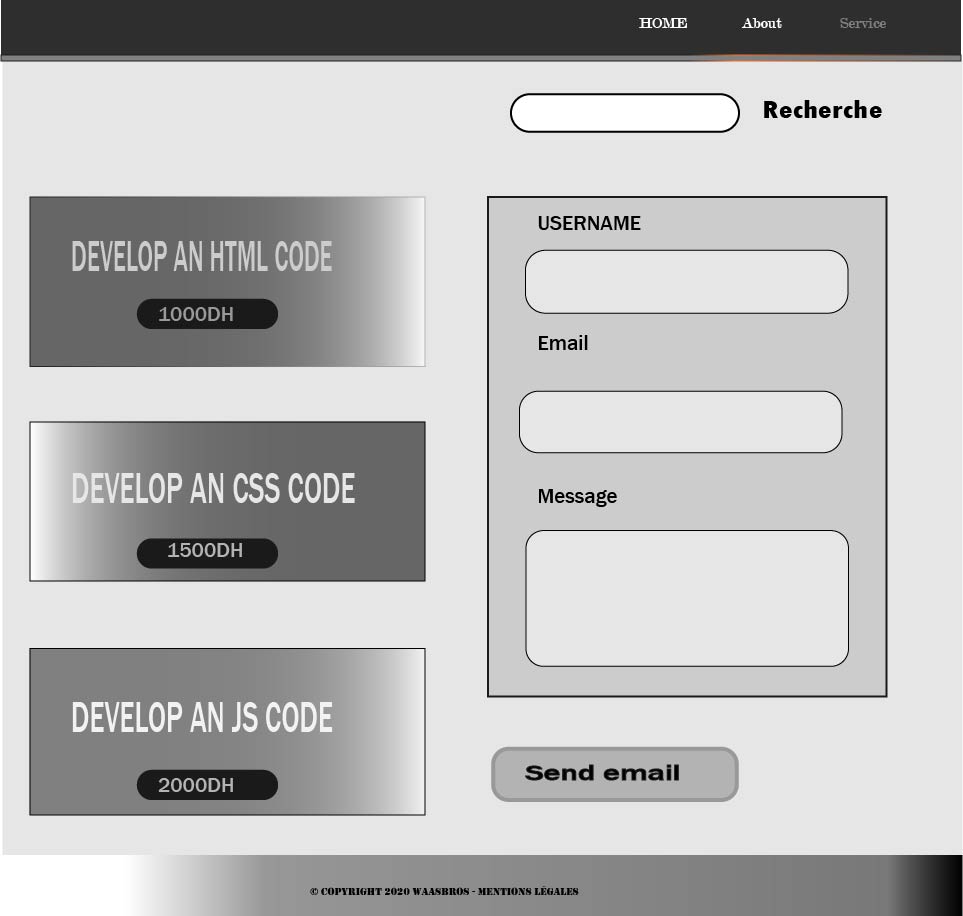 HOME About Service
Recherche
DEVELOP AN HTML CODE
1000DH
DEVELOP AN CSS CODE
1500DH
DEVELOP AN JS CODE
2000DH
USERNAME
Email
Message
Send email
© COPYRIGHT 2020 WAASBROS - MENTIONS LÉGALES